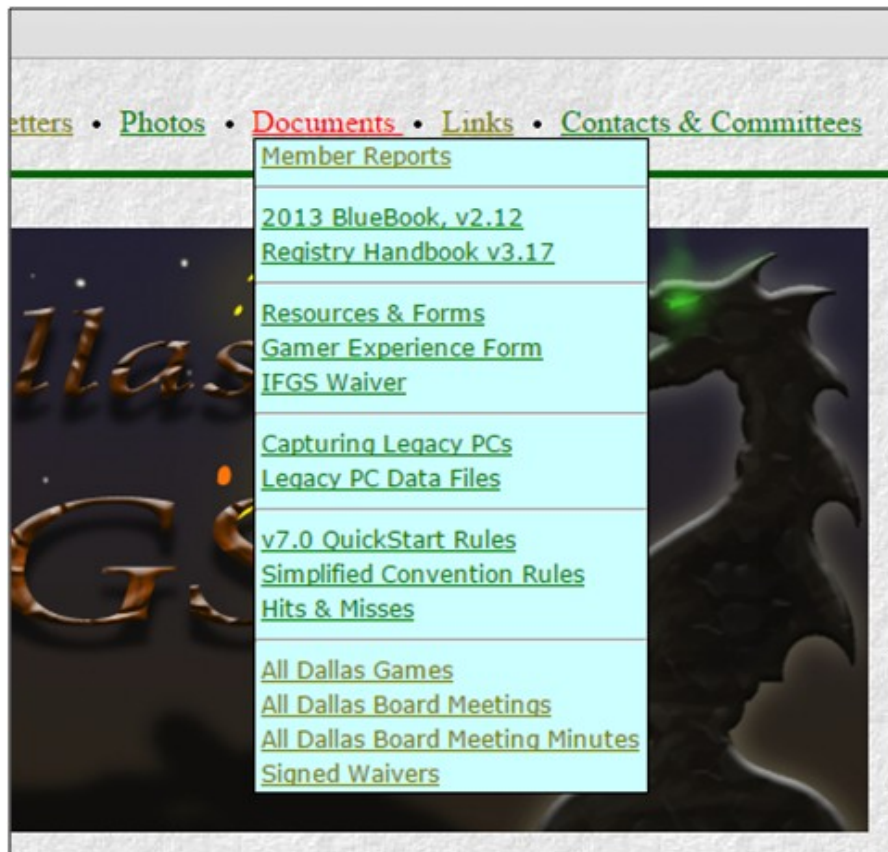 etters • Photos • Documents • Links • Contacts & Committees
Member Reports
2013 BlueBook, v2.12
Registry Handbook v3.17
Resources & Forms
Gamer Experience Form
IFGS Waiver
Capturing Legacy PCs
Legacy PC Data Files
v7.0 QuickStart Rules
Simplified Convention Rules
Hits & Misses
All Dallas Games
All Dallas Board Meetings
All Dallas Board Meeting Minutes
Signed Waivers
llas
GS